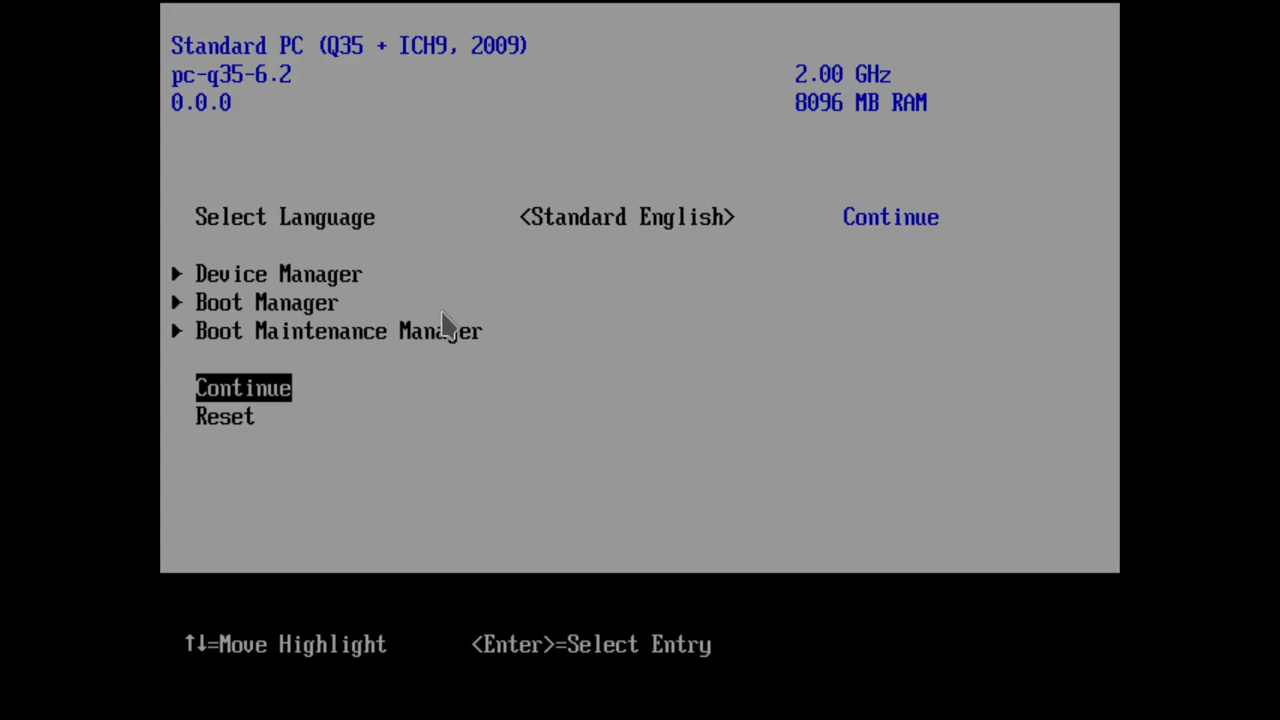 Standard PC (Q35 + ICH9, 2009)
pc-q35-6.2 2.00 GHz
0.0.0 8096 MB RAM
Select Language <Standard English> Continue
Device Manager
Boot Manager
Boot Maintenance Manager
Continue
Reset
↑↓=Move Highlight <Enter>=Select Entry